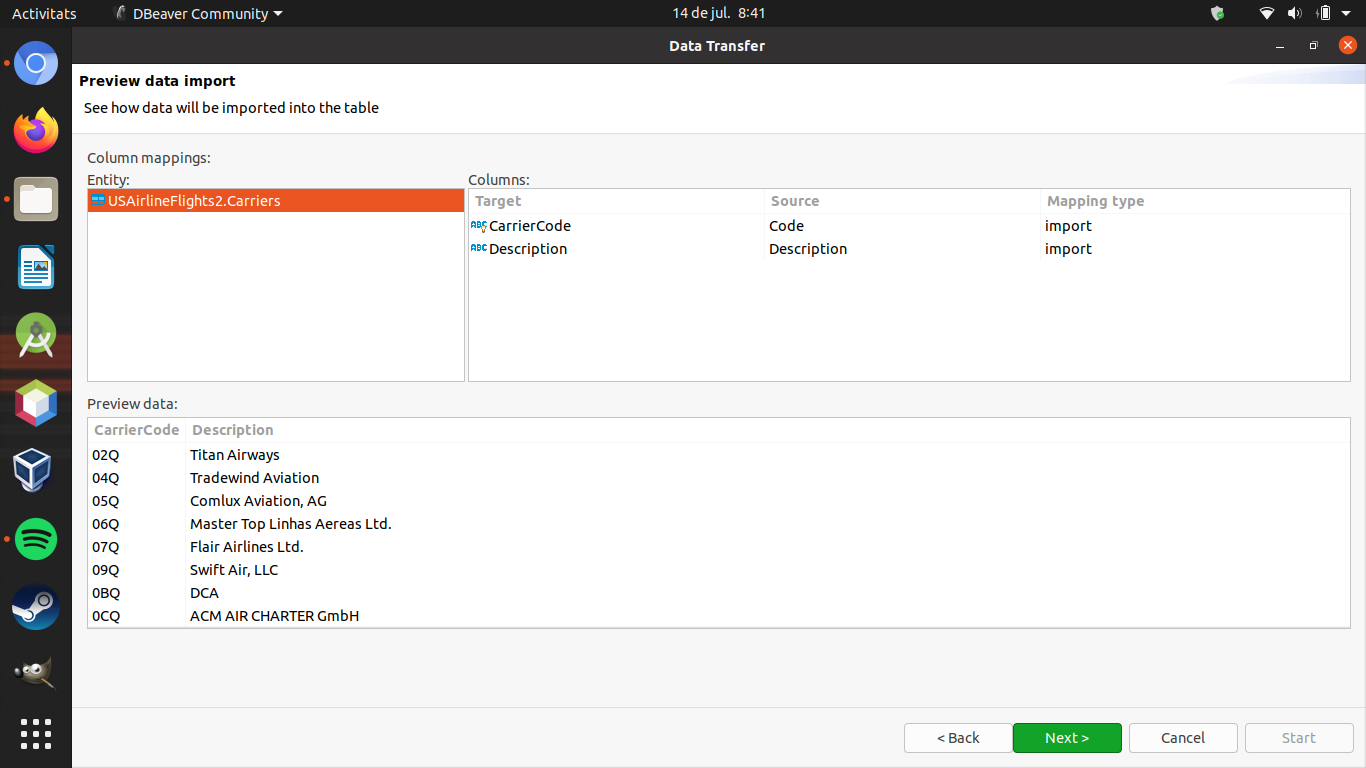 Activitats DBeaver Community 14 de jul. 8:41
Data Transfer
Preview data import
See how data will be imported into the table
Column mappings:
Entity: Columns:
USAirlineFlights2.Carriers
Target Source Mapping type
ABC CarrierCode Code import
ABC Description Description import
Preview data:
CarrierCode Description
02Q Titan Airways
04Q Tradewind Aviation
05Q Comlux Aviation, AG
06Q Master Top Linhas Aereas Ltd.
07Q Flair Airlines Ltd.
09Q Swift Air, LLC
0BQ DCA
0CQ ACM AIR CHARTER GmbH
< Back Next > Cancel Start